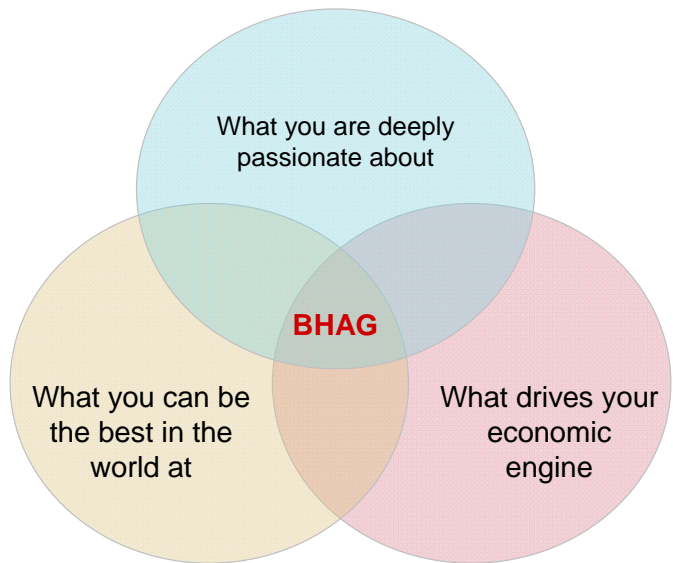 What you are deeply
passionate about
BHAG
What you can be
the best in the
world at
What drives your
economic
engine